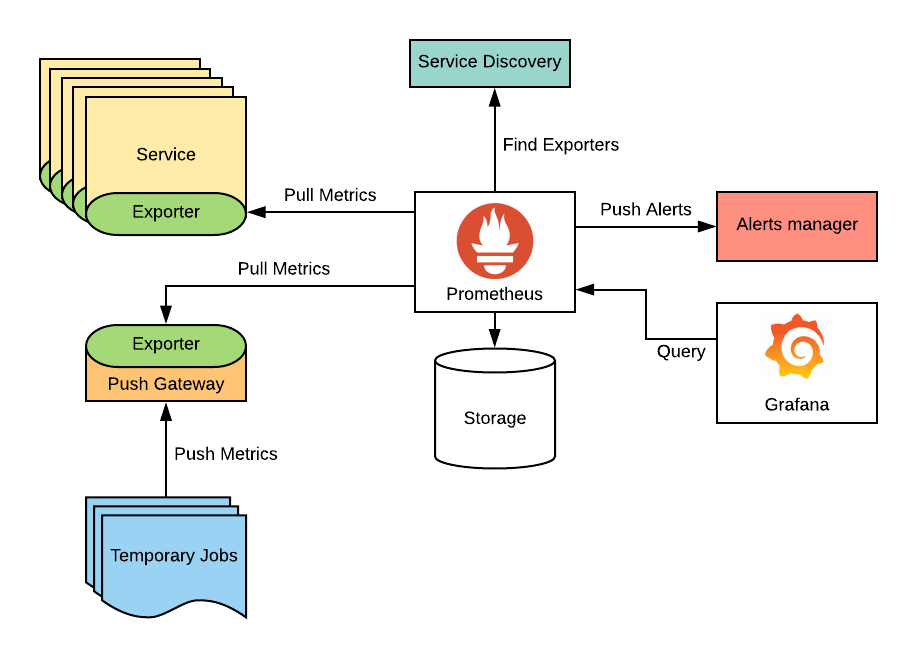 Service Discovery
Find Exporters
Service
Exporter
Pull Metrics
Push Alerts
Alerts manager
Pull Metrics
Prometheus
Exporter
Push Gateway
Query
Grafana
Storage
Push Metrics
Temporary Jobs